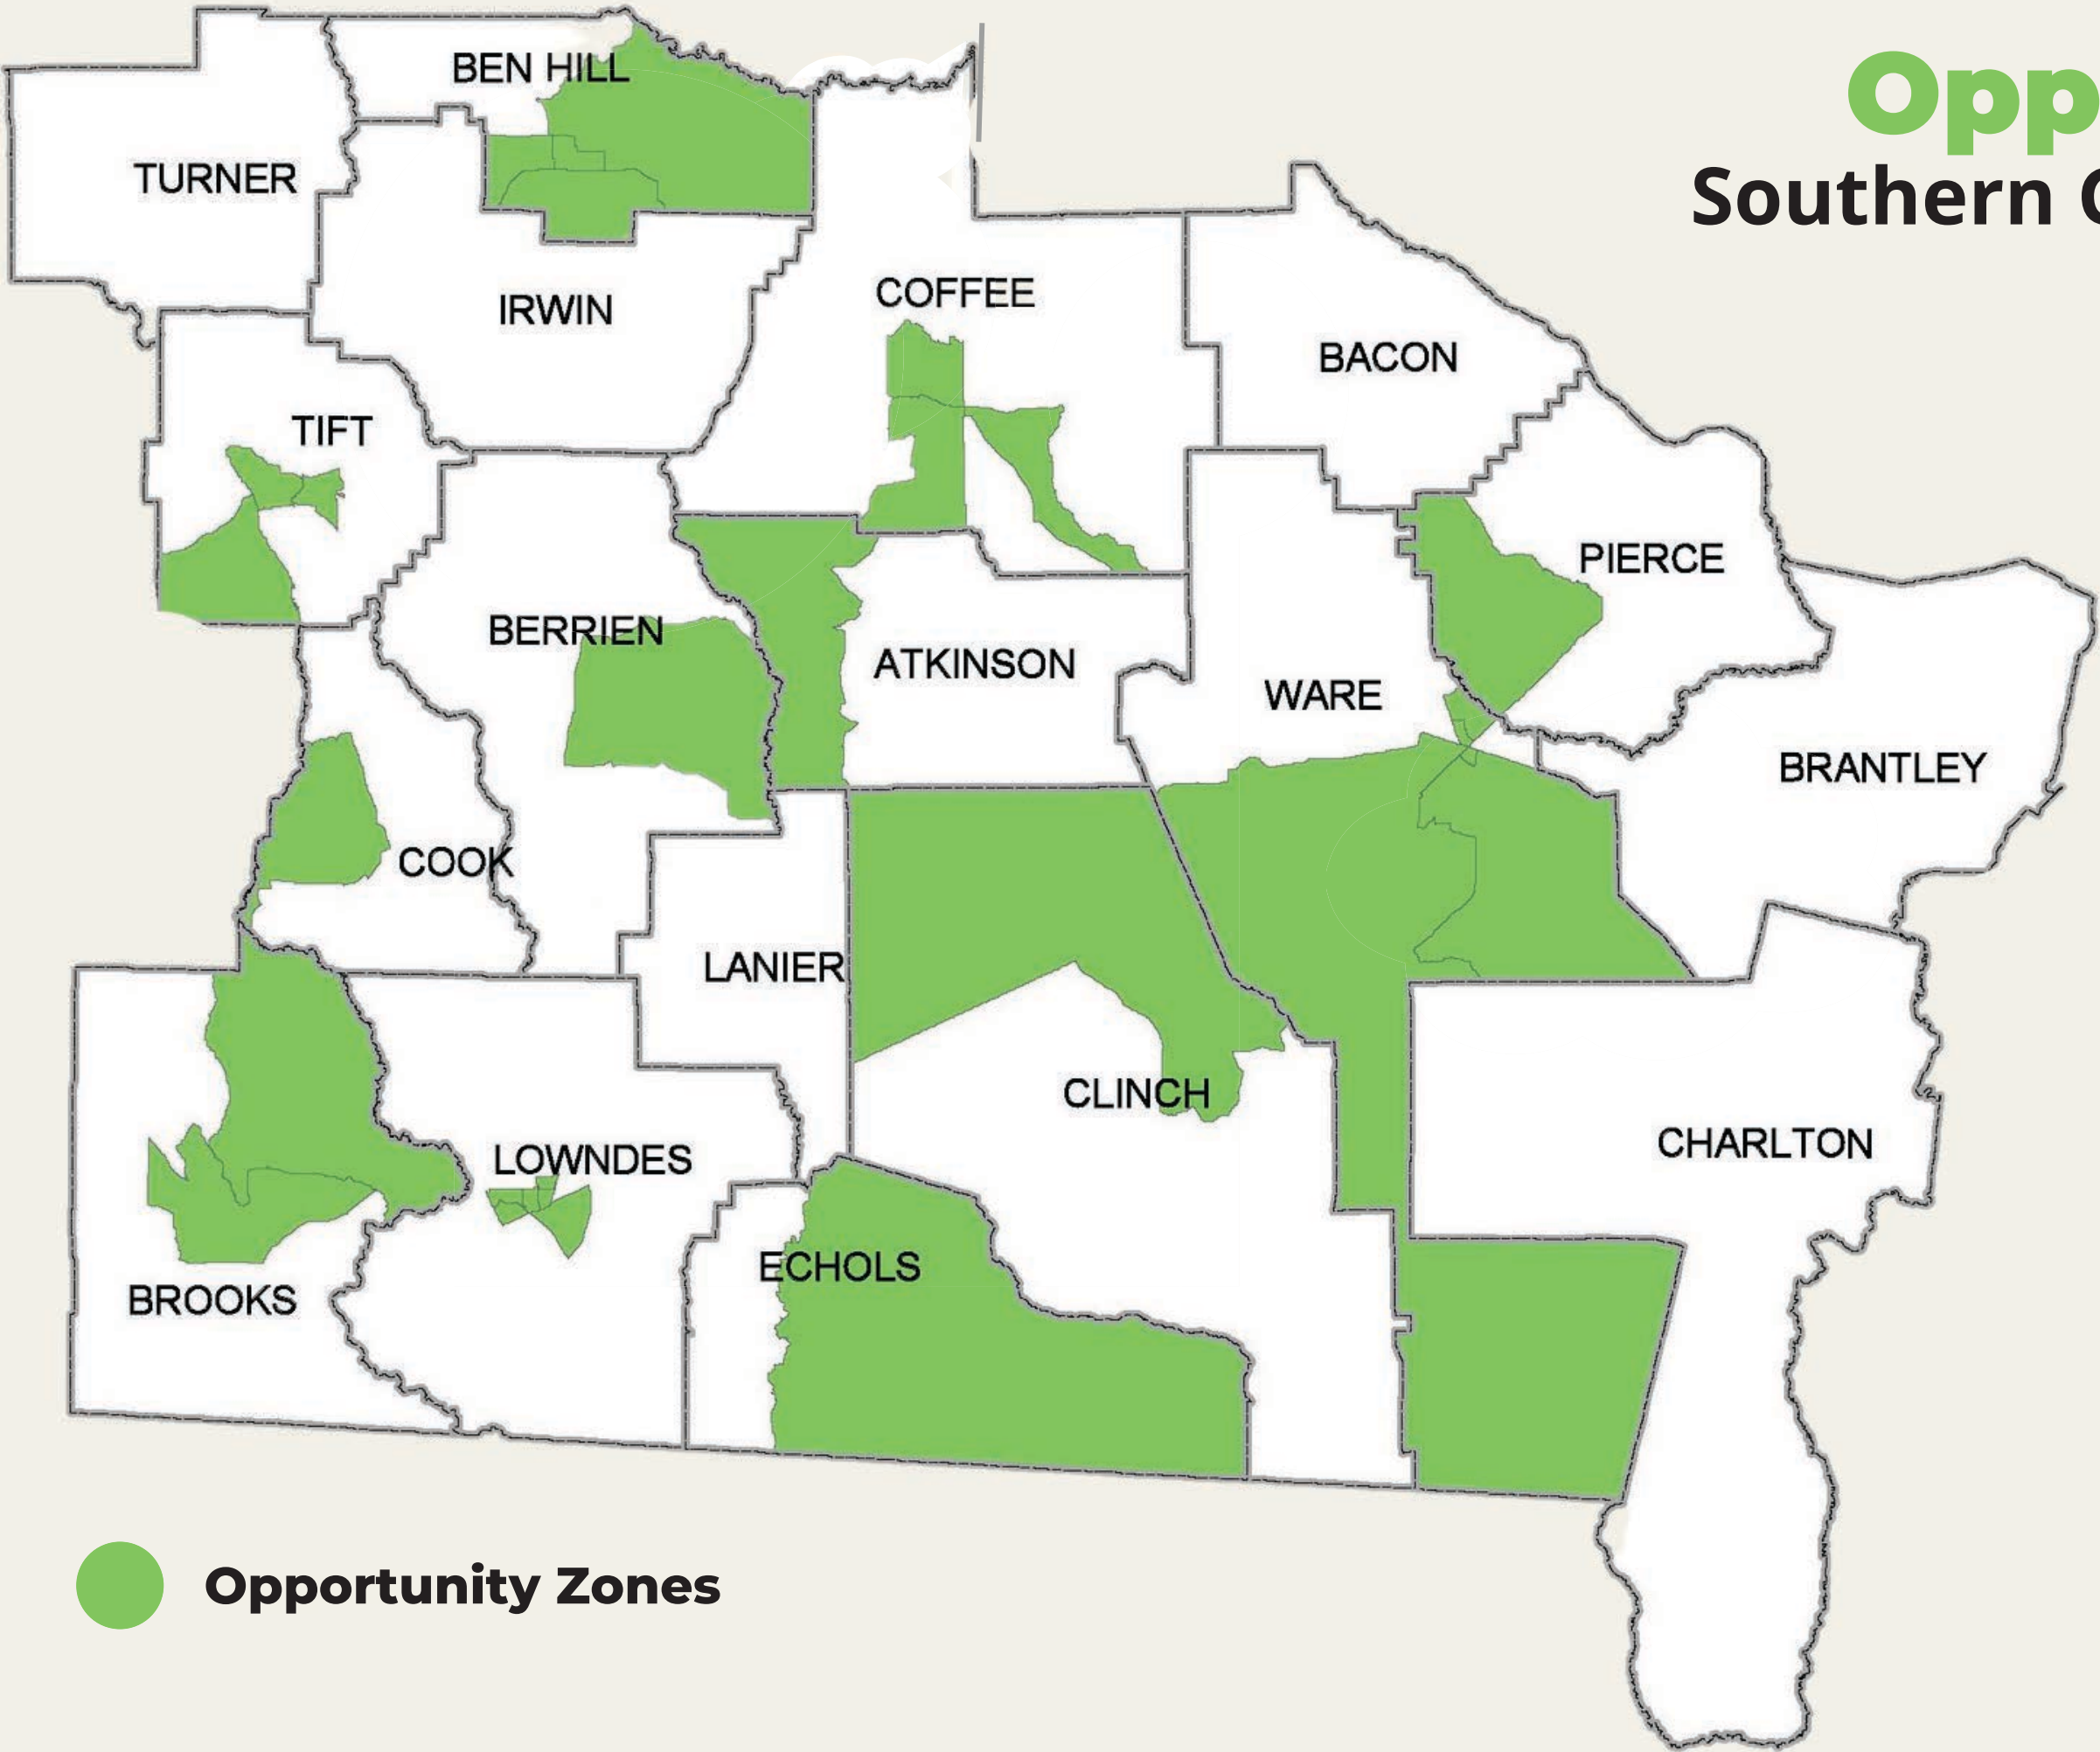 Opp
Southern
BEN HILL
TURNER
IRWIN
COFFEE
BACON
TIFT
PIERCE
BERRIEN
ATKINSON
WARE
BRANTLEY
COOK
LANIER
CLINCH
CHARLTON
LOWNDES
ECHOLS
BROOKS
Opportunity Zones